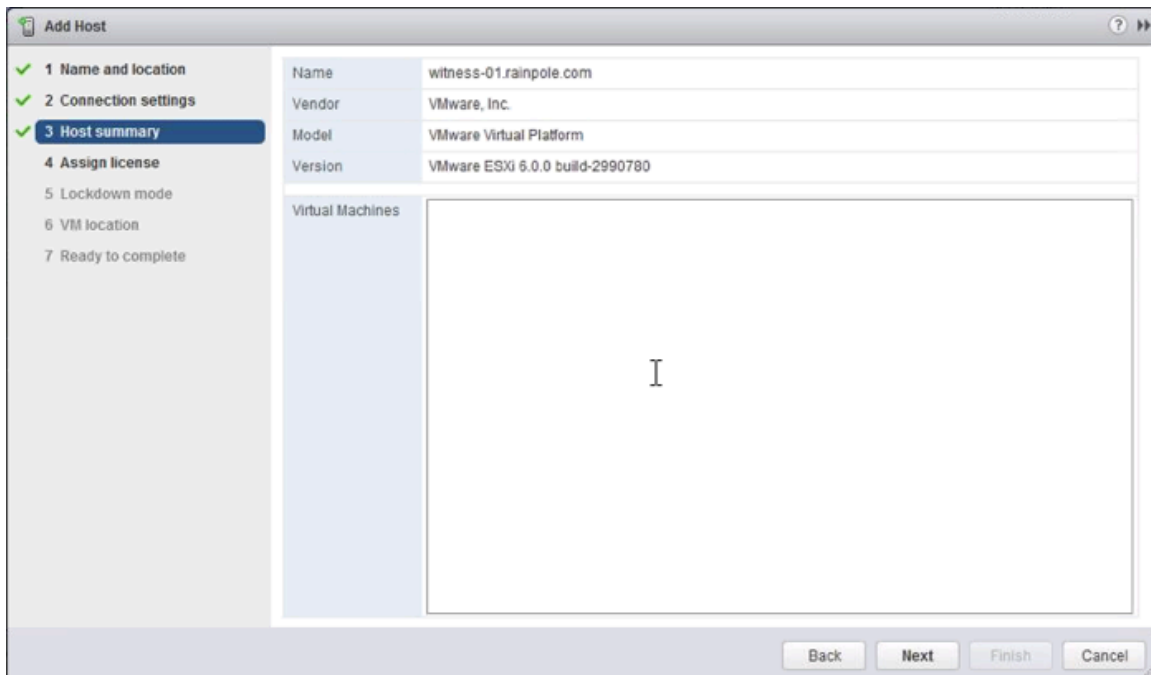 Add Host
1 Name and location
2 Connection settings
3 Host summary
4 Assign license
5 Lockdown mode
6 VM location
7 Ready to complete
Name witness-01.rainpole.com
Vendor VMware, Inc.
Model VMware Virtual Platform
Version VMware ESXi 6.0.0 build-2990780
Virtual Machines
Back Next Finish Cancel